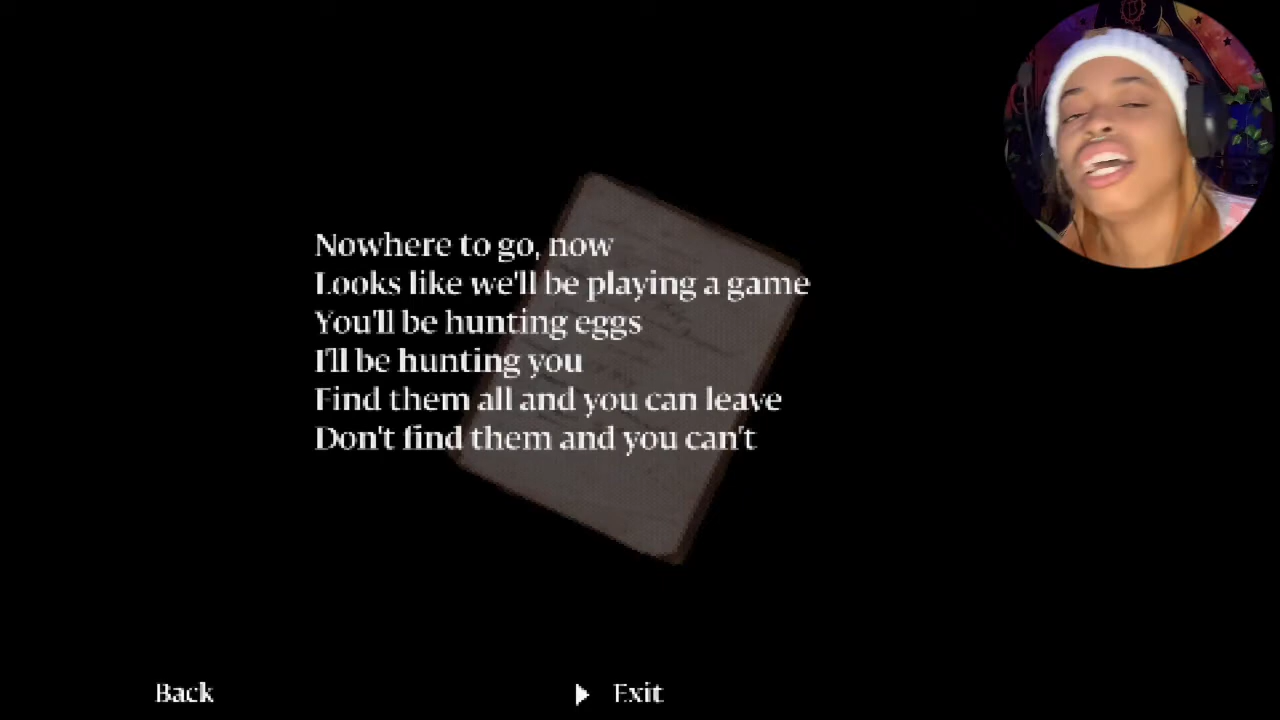 Nowhere to go, now
Looks like we'll be playing a game
You'll be hunting eggs
I'll be hunting you
Find them all and you can leave
Don't find them and you can't
Back
Exit